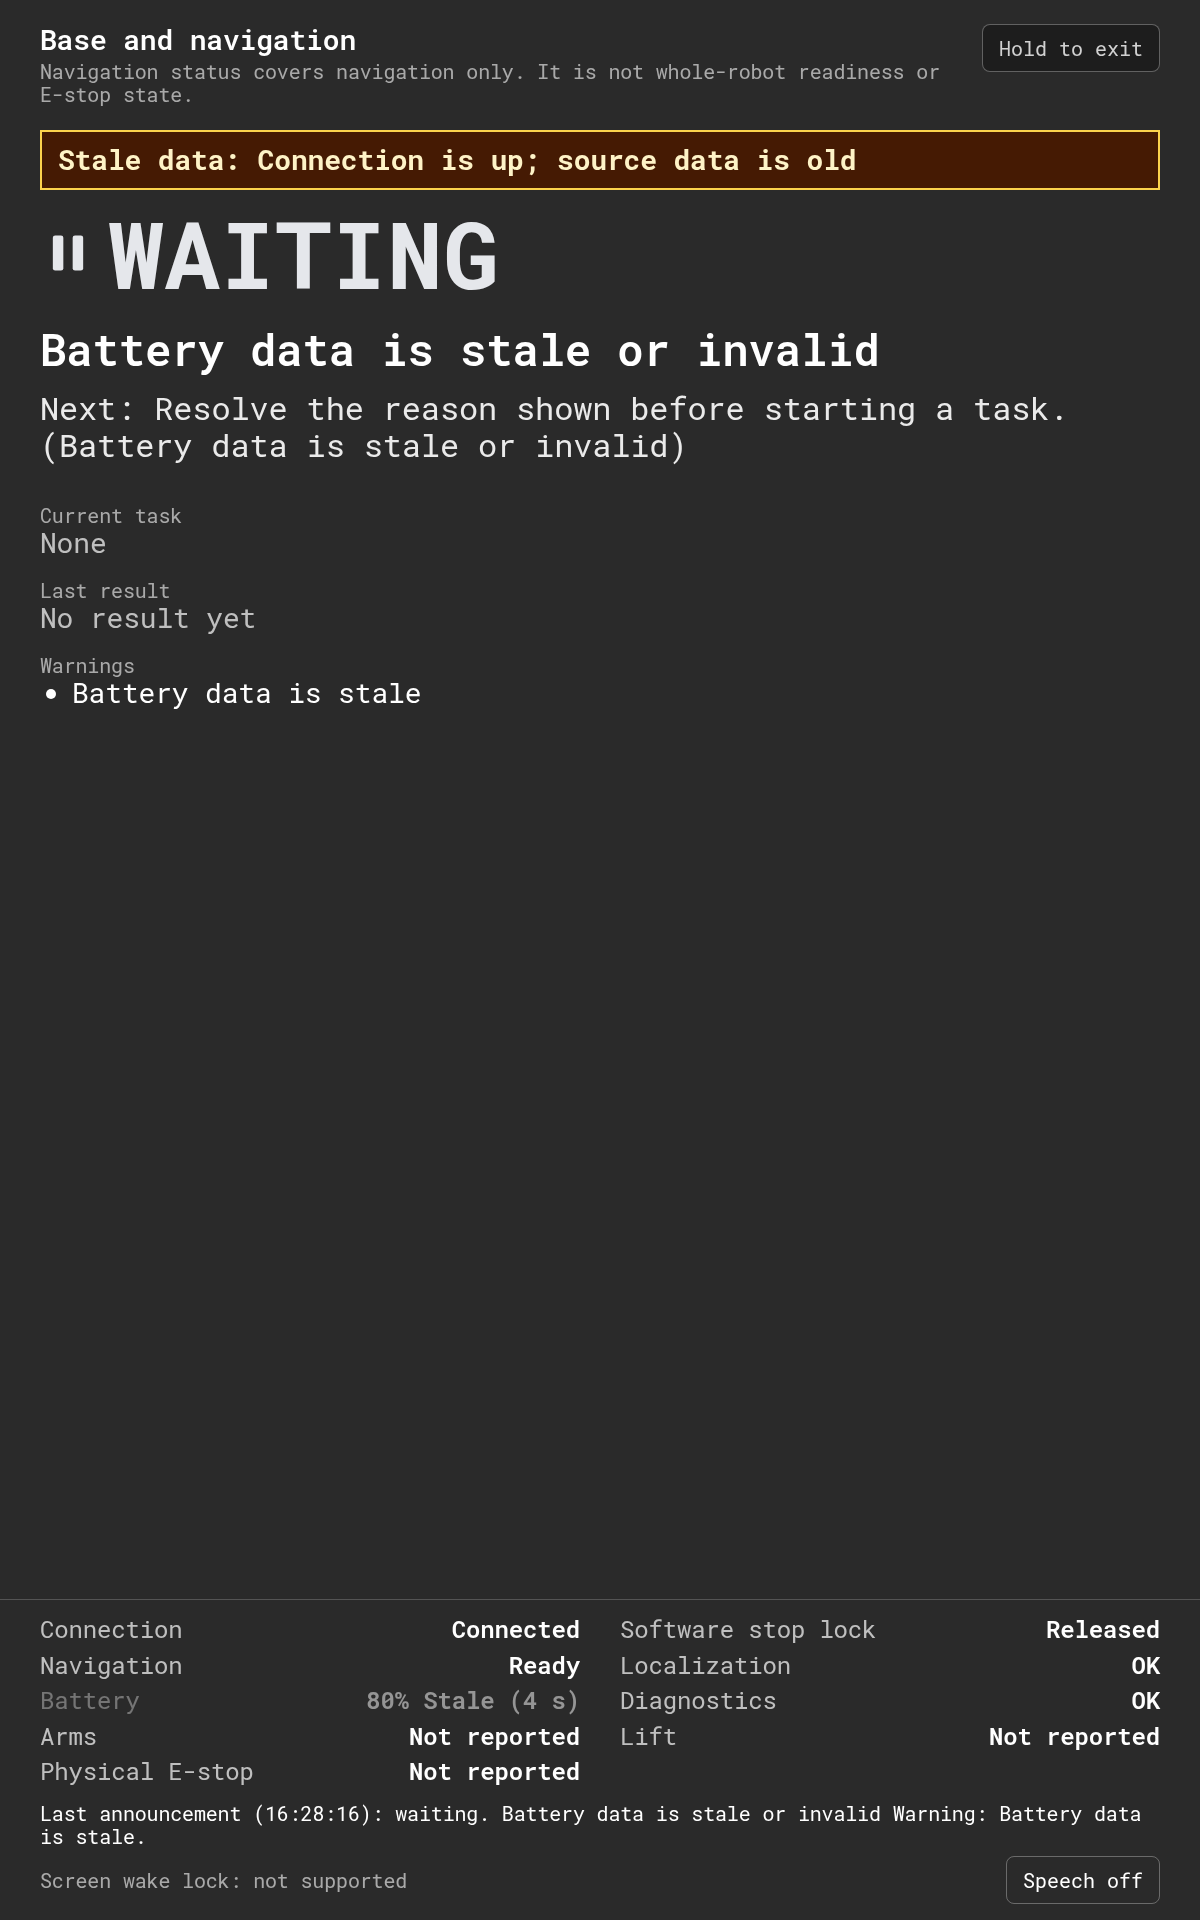 Base and navigation
Hold to exit
Navigation status covers navigation only. It is not whole-robot readiness or
E-stop state.
Stale data: Connection is up; source data is old
WAITING
Battery data is stale or invalid
Next: Resolve the reason shown before starting a task.
(Battery data is stale or invalid)
Current task
None
Last result
No result yet
Warnings
• Battery data is stale
Connection Connected
Software stop lock Released
Navigation Ready
Localization OK
Battery 80% Stale (4 s)
Diagnostics OK
Arms Not reported
Lift Not reported
Physical E-stop Not reported
Last announcement (16:28:16): waiting. Battery data is stale or invalid Warning: Battery data
is stale.
Screen wake lock: not supported
Speech off